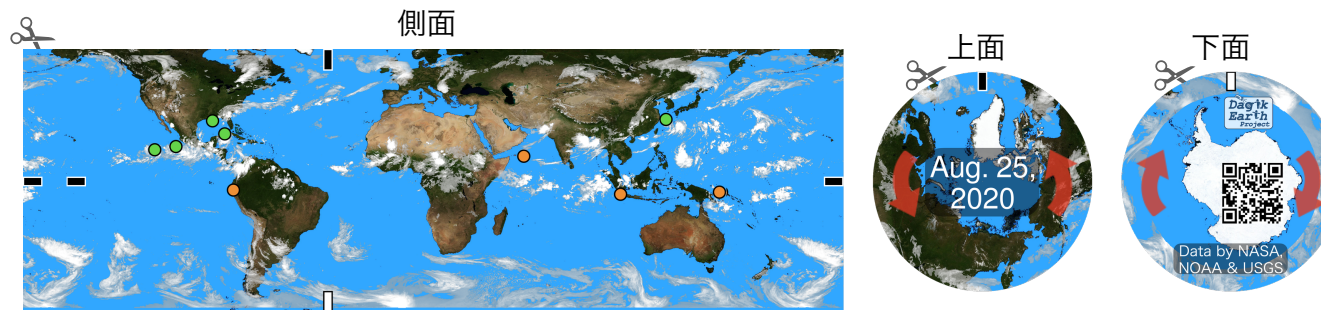 側面
上面
下面
Aug. 25,
2020
Dagik
Earth
Project
Data by NASA,
NOAA & USGS